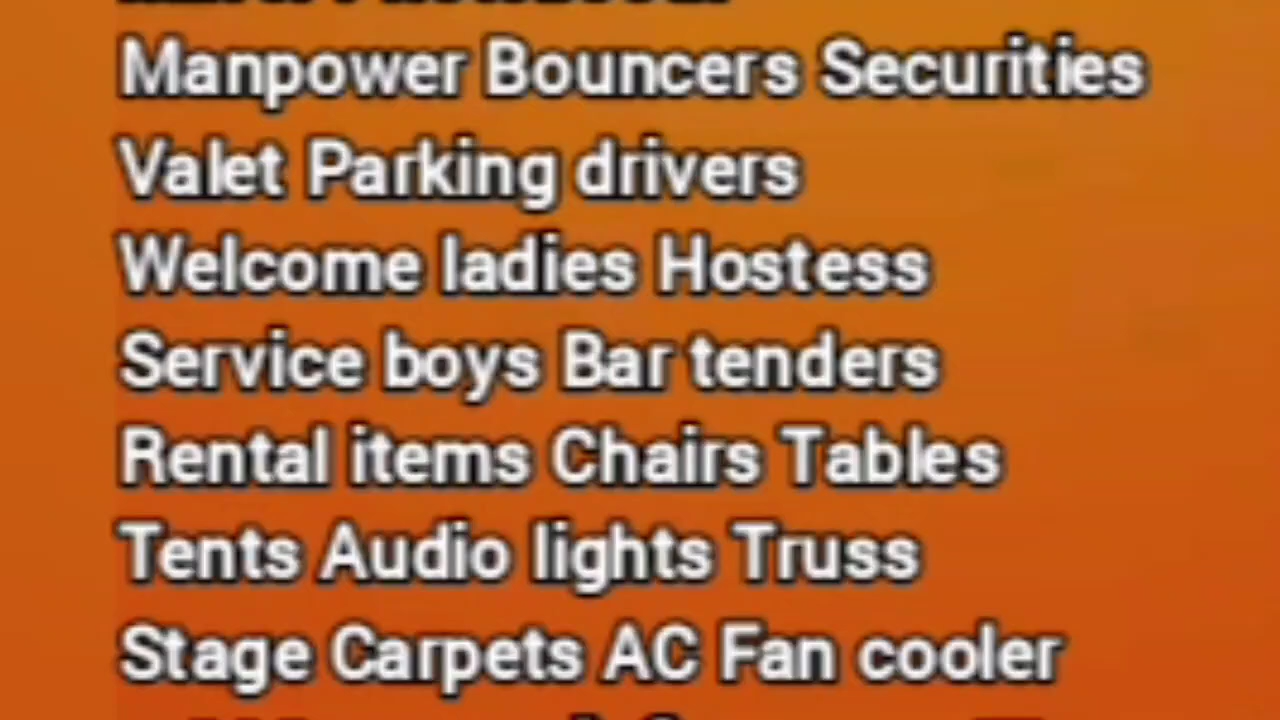 Manpower Bouncers Securities
Valet Parking drivers
Welcome ladies Hostess
Service boys Bar tenders
Rental items Chairs Tables
Tents Audio lights Truss
Stage Carpets AC Fan cooler